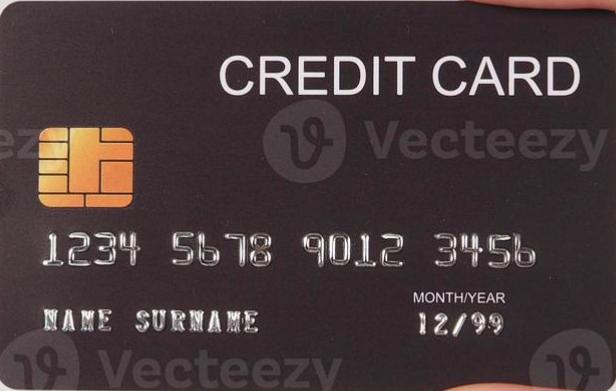 CREDIT CARD
Vecteezy
1234 5678 9012 3456
MONTH/YEAR
NAME SURNAME 12/99
Vecteezy